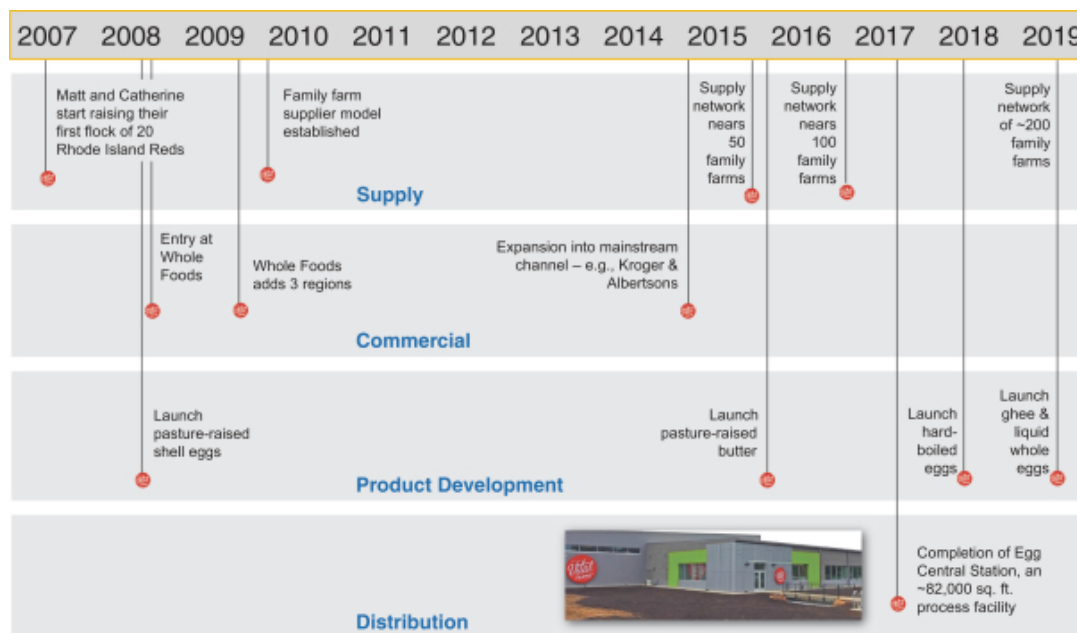 2007 2008 2009 2010 2011 2012 2013 2014 2015 2016 2017 2018 2019
Matt and Catherine
start raising their
first flock of 20
Rhode Island Reds
Family farm
supplier model
established
Supply
network
nears
50
family
farms
Supply
network
nears
100
family
farms
Supply
network
of ~200
family
farms
Supply
Entry at
Whole
Foods
Whole Foods
adds 3 regions
Expansion into mainstream
channel – e.g., Kroger &
Albertsons
Commercial
Launch
pasture-raised
shell eggs
Launch
pasture-raised
butter
Launch
hard-
boiled
eggs
Launch
ghee &
liquid
whole
eggs
Product Development
Vital
Completion of Egg
Central Station, an
~82,000 sq. ft.
process facility
Distribution